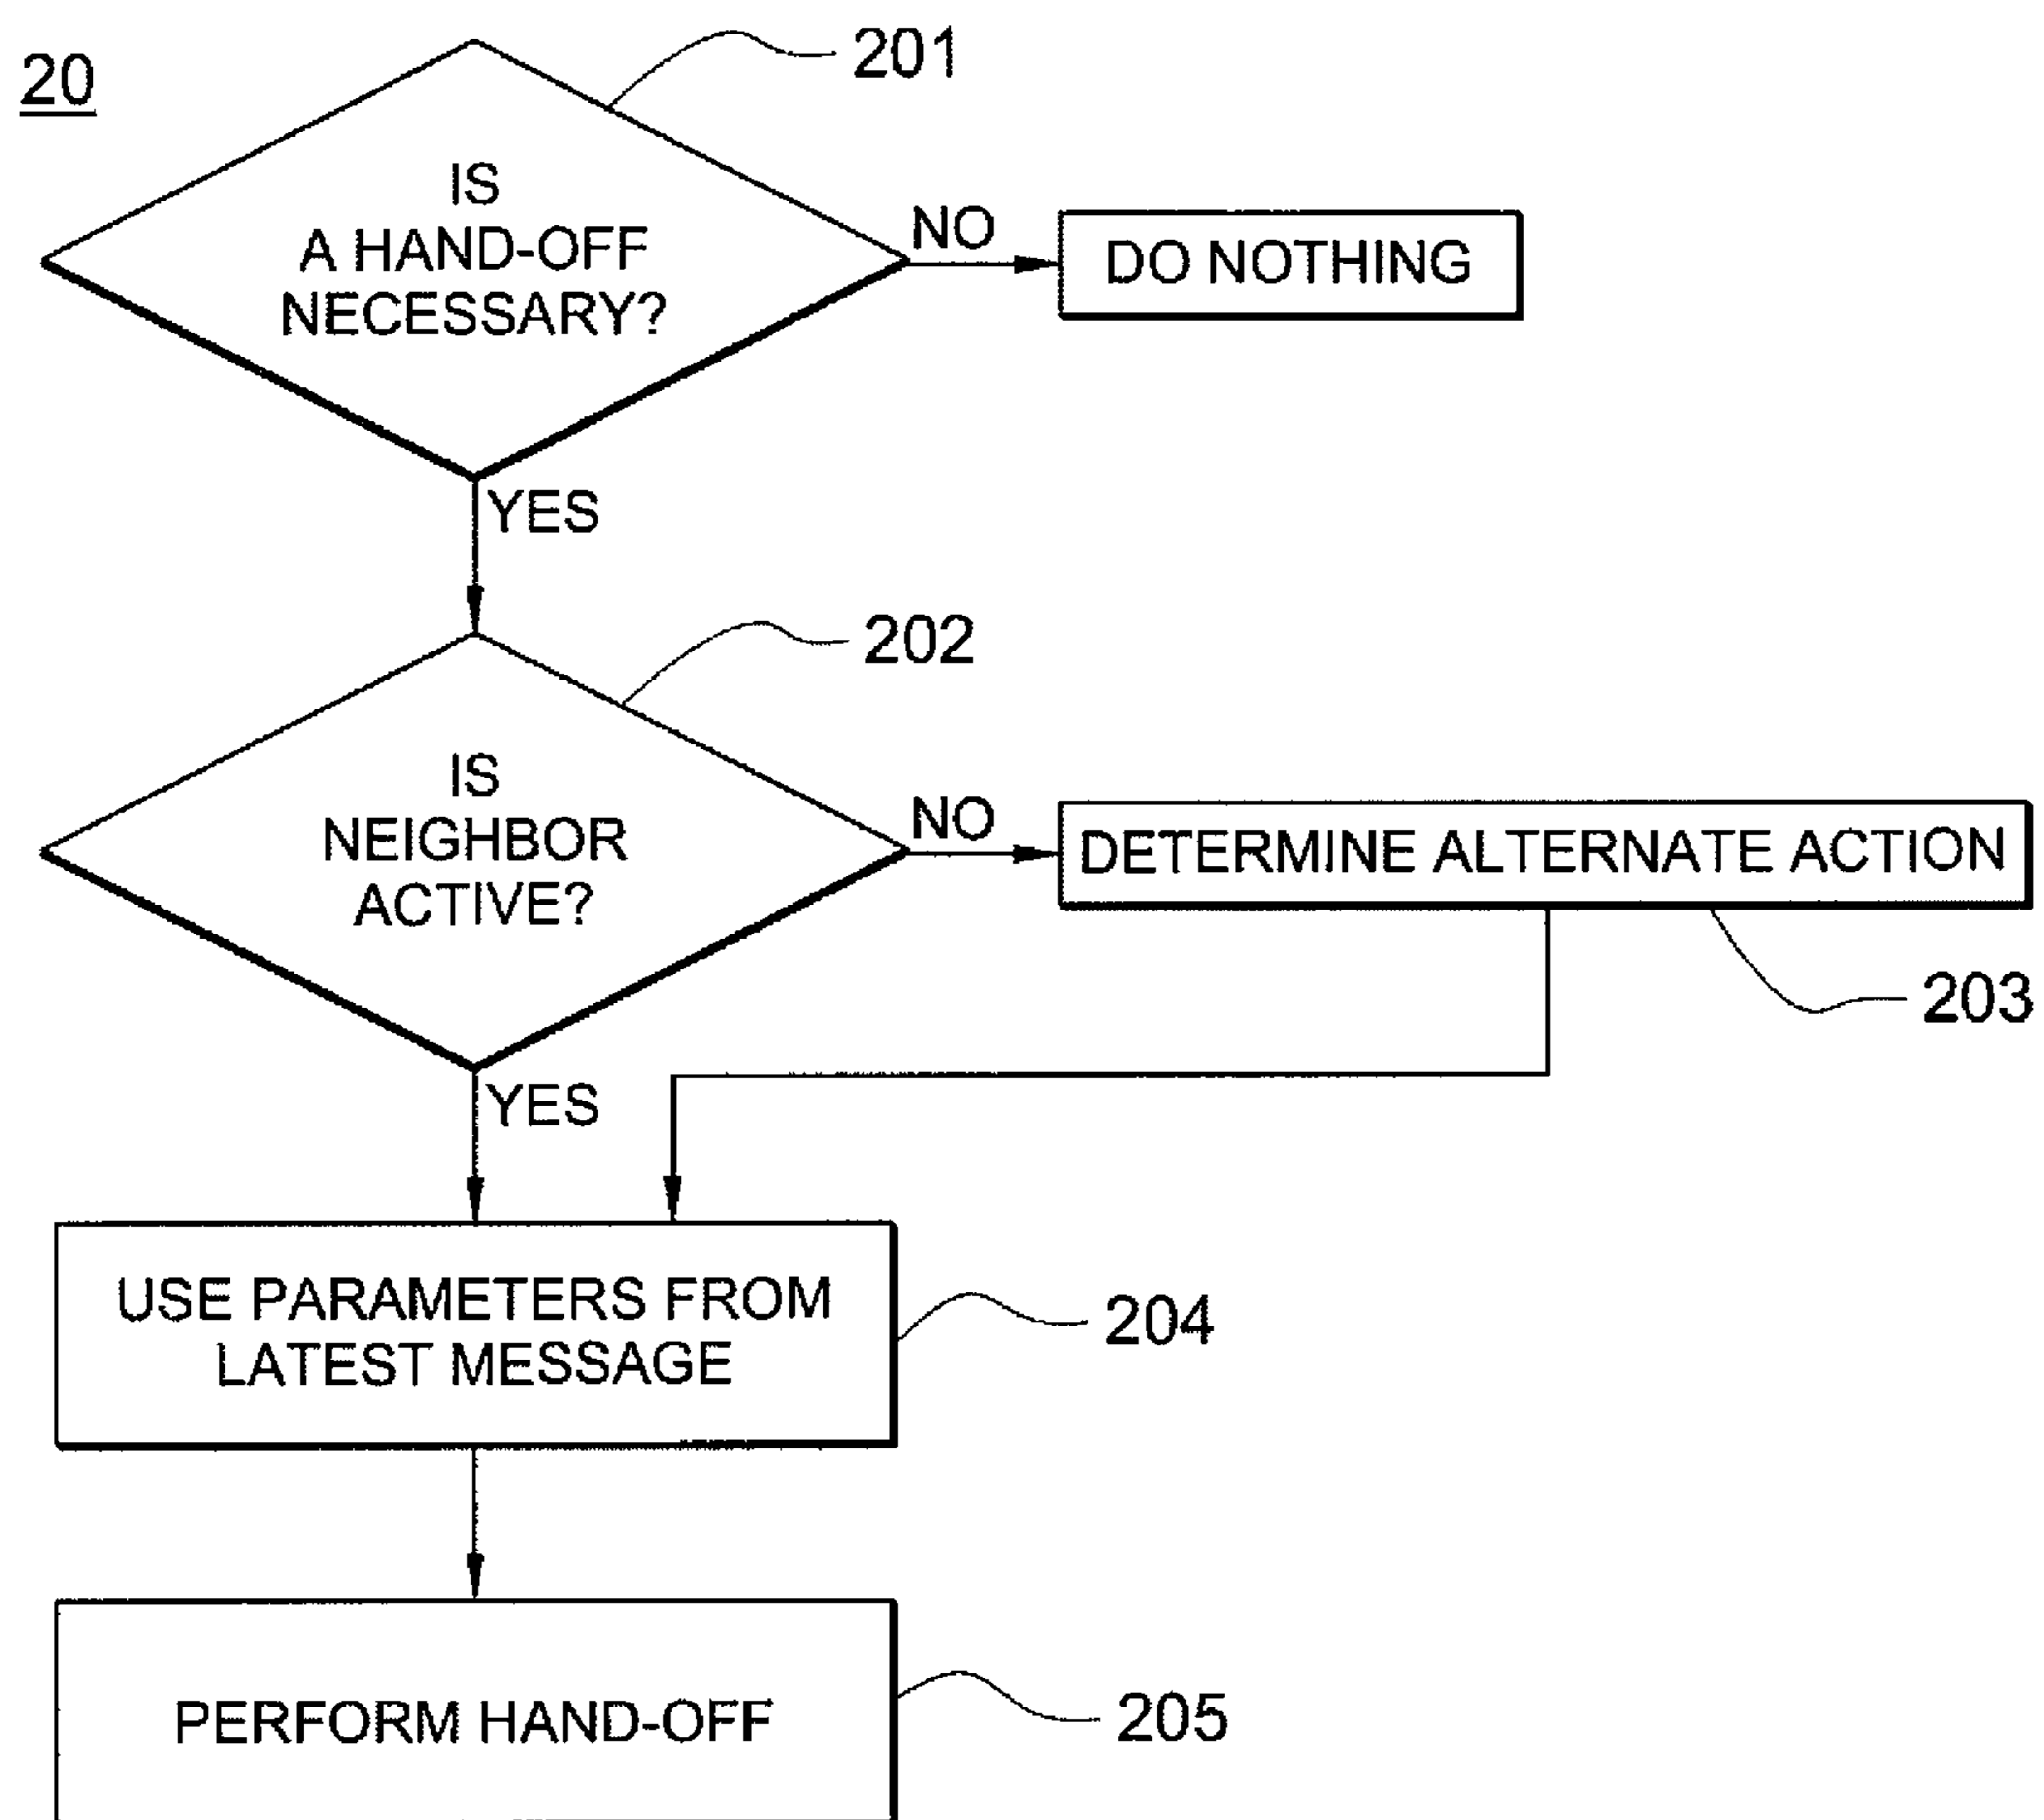 20
201
IS
A HAND-OFF
NECESSARY?
NO
DO NOTHING
YES
202
IS
NEIGHBOR
ACTIVE?
NO
DETERMINE ALTERNATE ACTION
203
YES
USE PARAMETERS FROM
LATEST MESSAGE
204
PERFORM HAND-OFF
205